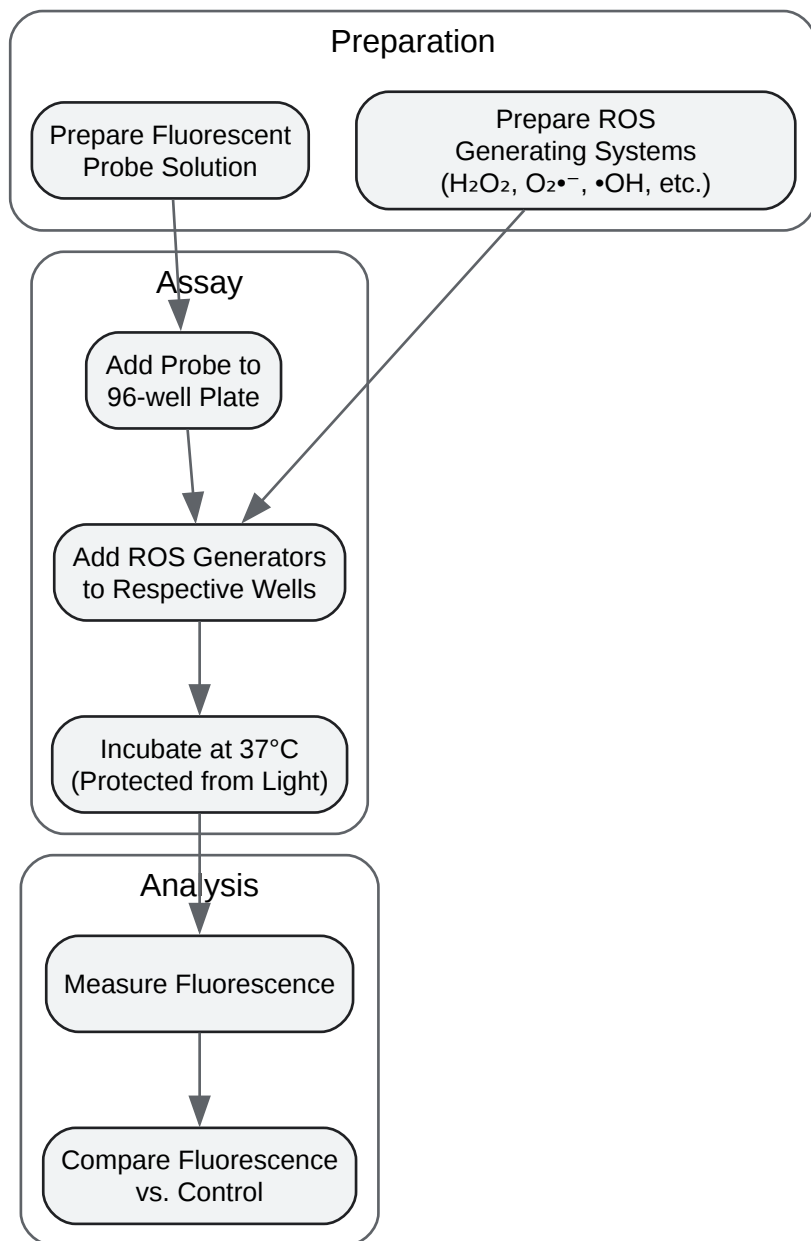 Preparation
Prepare Fluorescent
Probe Solution
Prepare ROS
Generating Systems
(H₂O₂, O₂•⁻, •OH, etc.)
Assay
Add Probe to
96-well Plate
Add ROS Generators
to Respective Wells
Incubate at 37°C
(Protected from Light)
Analysis
Measure Fluorescence
Compare Fluorescence
vs. Control